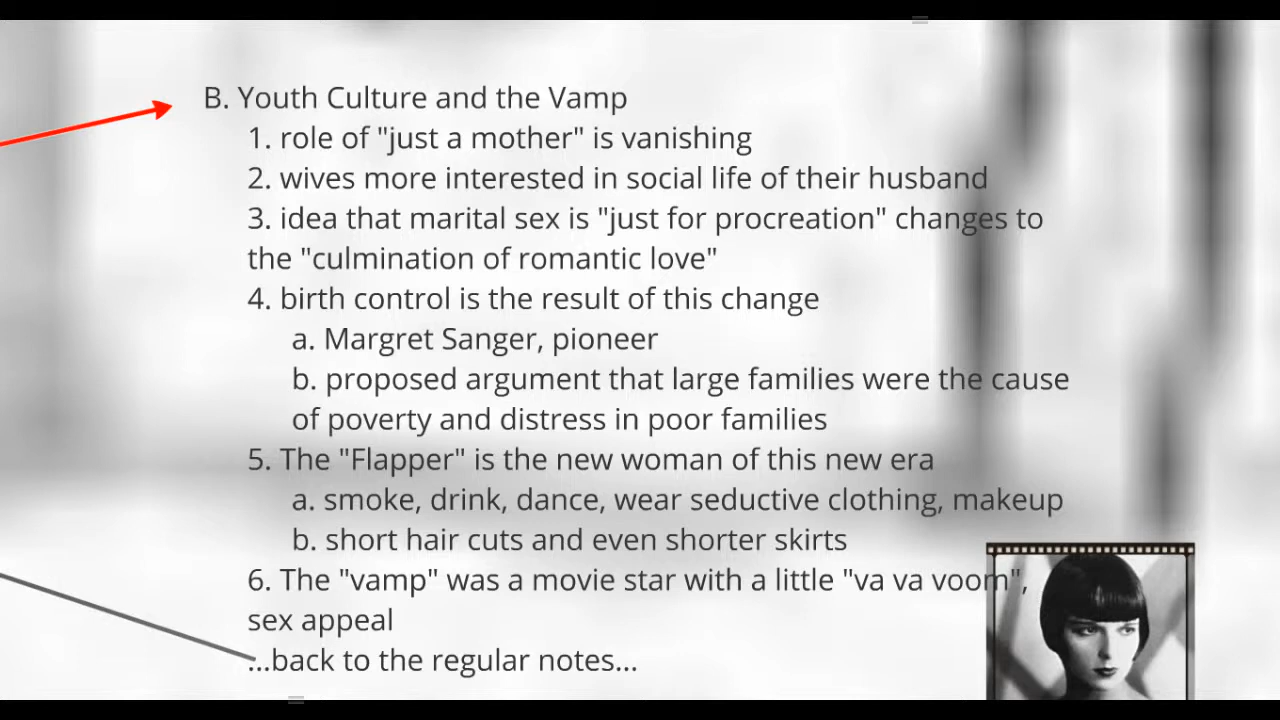 B. Youth Culture and the Vamp
1. role of "just a mother" is vanishing
2. wives more interested in social life of their husband
3. idea that marital sex is "just for procreation" changes to
the "culmination of romantic love"
4. birth control is the result of this change
a. Margret Sanger, pioneer
b. proposed argument that large families were the cause
of poverty and distress in poor families
5. The "Flapper" is the new woman of this new era
a. smoke, drink, dance, wear seductive clothing, makeup
b. short hair cuts and even shorter skirts
6. The "vamp" was a movie star with a little "va va voom",
sex appeal
...back to the regular notes...